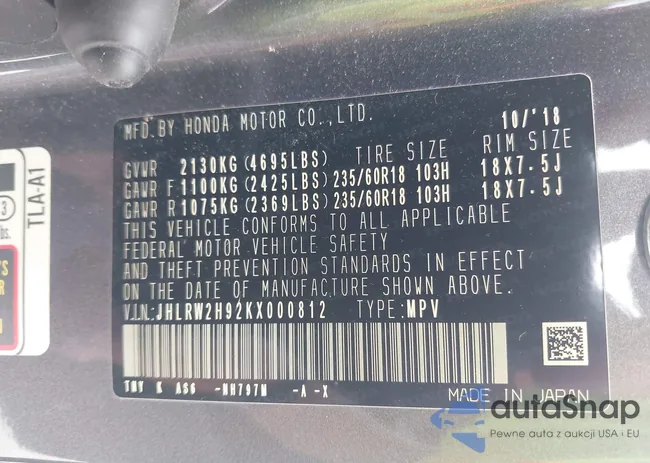 MFD.BY HONDA MOTOR CO.,LTD. 10/'18
TIRE SIZE RIM SIZE
GVWR 2130KG(4695LBS)
GAWR F1100KG(2425LBS)235/60R18 103H 18X7.5J
GAWR R1075KG(2369LBS)235/60R18 103H 18X7.5J
THIS VEHICLE CONFORMS TO ALL APPLICABLE
FEDERAL MOTOR VEHICLE SAFETY
AND THEFT PREVENTION STANDARDS IN EFFECT
ON THE DATE OF MANUFACTURE SHOWN ABOVE.
V.I.N:JHLRW2H92KX000812 TYPE:MPV
K AS6 -NH797M -A -X
MADE IN JAPAN
TLA-A1
3
autoSnap
Pewne auta z aukcji USA i EU